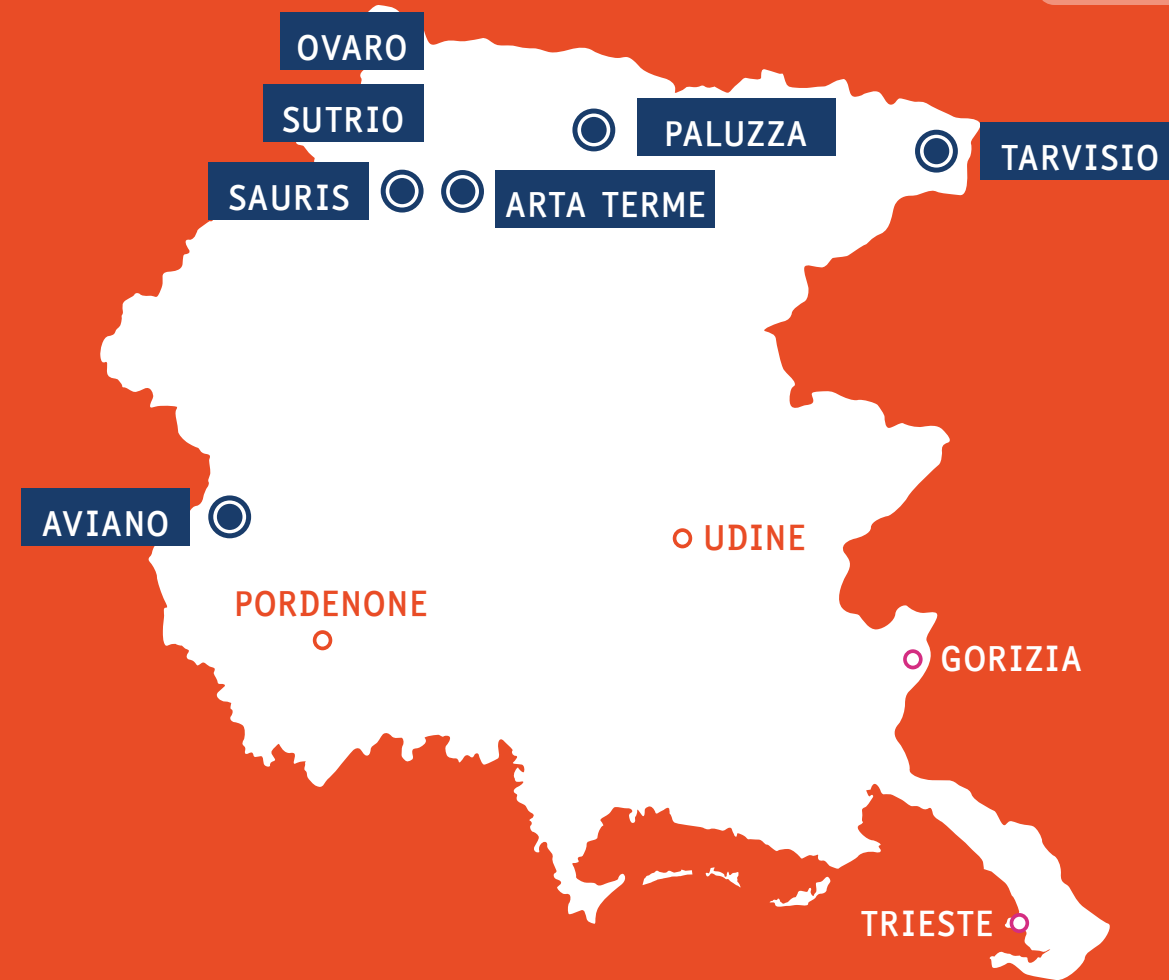 OVARO
SUTRIO
PALUZZA
TARVISIO
SAURIS
ARTA TERME
AVIANO
UDINE
PORDENONE
GORIZIA
TRIESTE